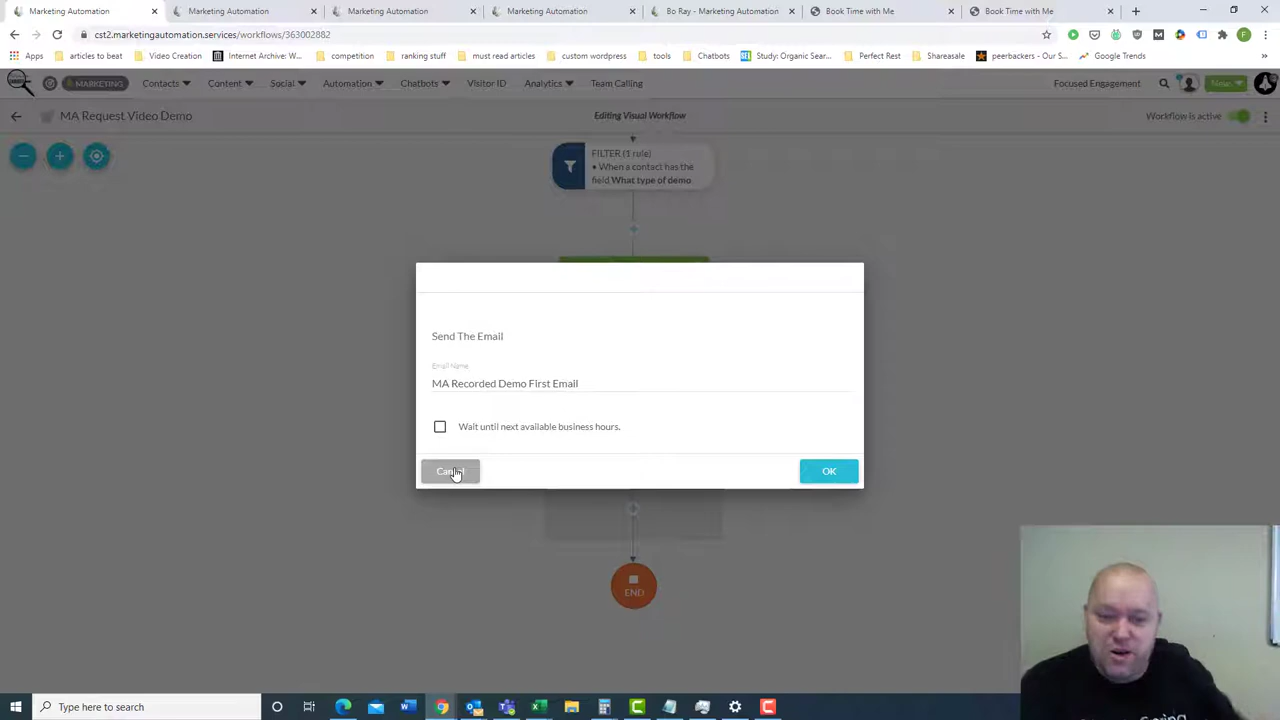 Marketing Automation
Marketing Automation
Marketing Automation
Marketing Automation
Bo Ray - Marketing Automation
Book Time with Me
Book Time with Me
cst2.marketingautomation.services/workflows/363002882
Apps
articles to beat
Video Creation
Internet Archive: W...
competition
ranking stuff
must read articles
custom wordpress
tools
Chatbots
Study: Organic Sear...
Perfect Rest
Shareasale
peerbackers - Our S...
Google Trends
MARKETING
Contacts
Content
Social
Automation
Chatbots
Visitor ID
Analytics
Team Calling
Focused Engagement
New
MA Request Video Demo
Editing Visual Workflow
Workflow is active
FILTER (1 rule)
• When a contact has the
field What type of demo
Send The Email
Email Name
MA Recorded Demo First Email
Wait until next available business hours.
Cancel
OK
END
Type here to search